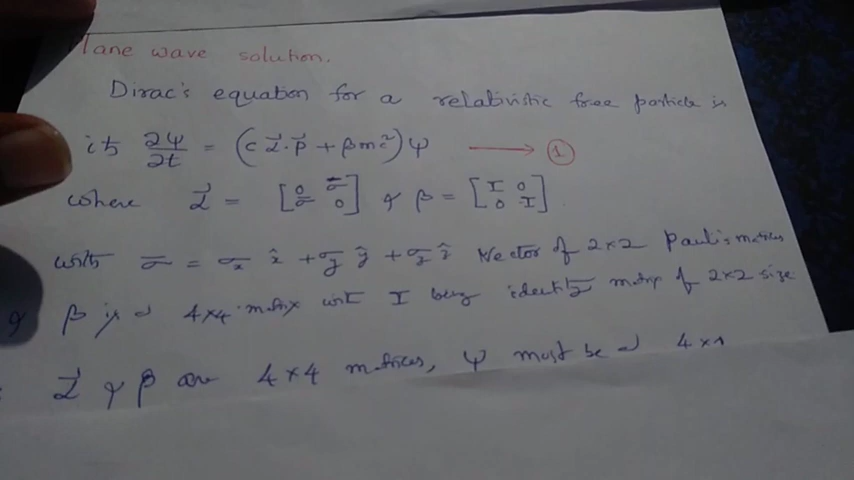 Plane wave solution.
Dirac's equation for a relativistic free particle is
iħ ∂ψ/∂t = (c α⃗·p⃗ + βmc²)ψ ⟶ ①
where α⃗ = [0 σ̄ σ̄ 0] & β = [I 0 0 -I]
with σ̄ = σx x̂ + σy ŷ + σz ẑ Vector of 2×2 Pauli's matrices
& β is a 4×4 matrix with I being identity matrix of 2×2 size
α⃗ & β are 4×4 matrices, ψ must be a 4×1